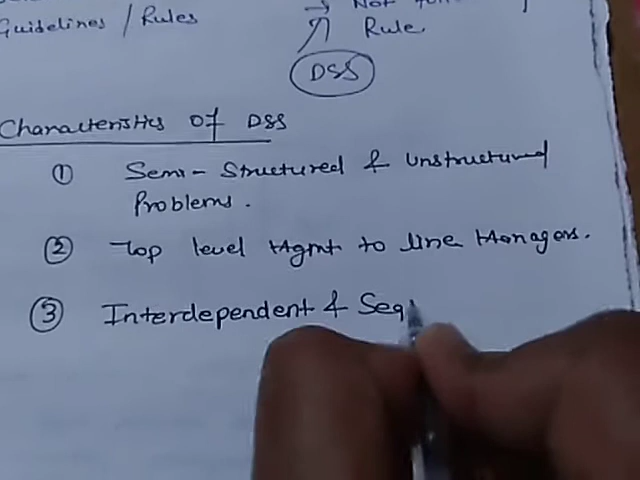 Guidelines / Rules
Rule
DSS
Characteristics Of DSS
① Semi-Structured & Unstructured
Problems.
② Top level Mgmt to line Managers.
③ Interdependent & Seq